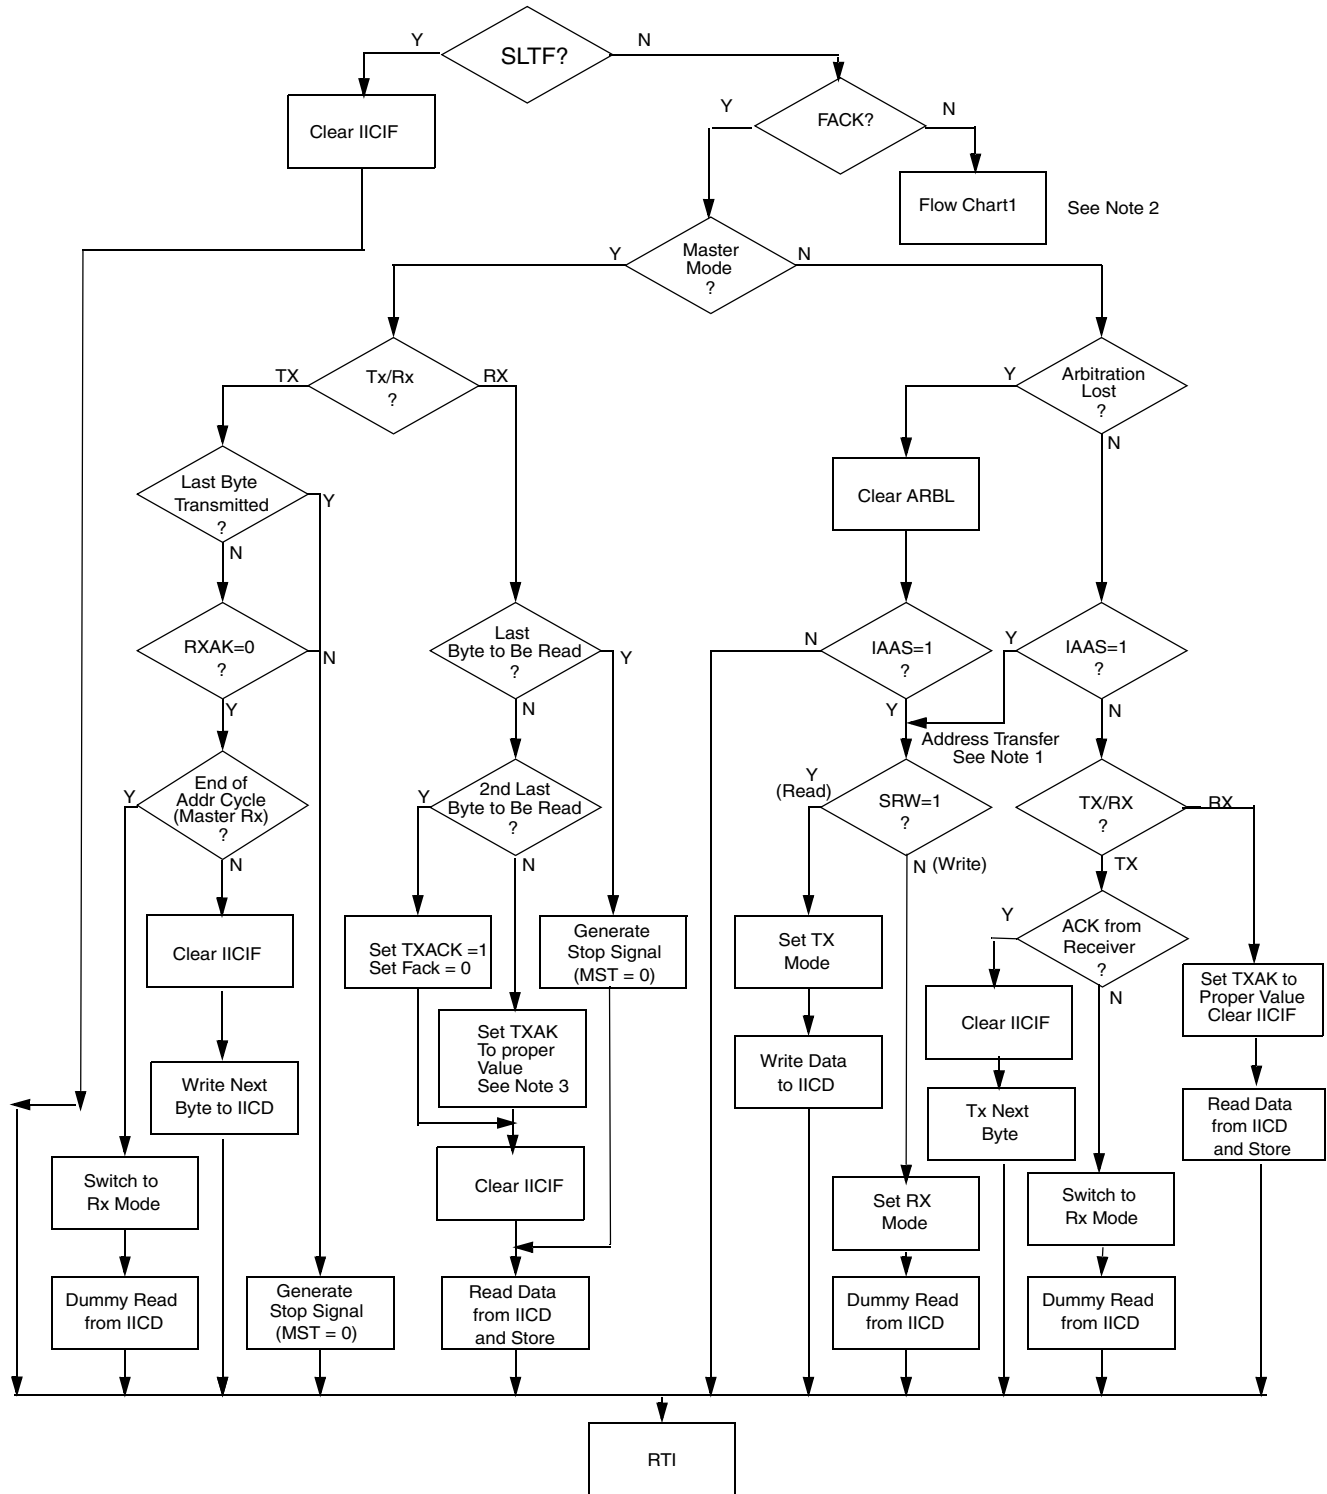 Y
SLTF?
N
Clear IICIF
Y
FACK?
N
Flow Chart1
See Note 2
Y
Master
Mode
?
N
TX
Tx/Rx
?
RX
Y
Arbitration
Lost
?
N
Last Byte
Transmitted
?
Y
N
Clear ARBL
RXAK=0
?
N
Y
Last
Byte to Be Read
?
Y
N
N
IAAS=1
?
Y
Y
IAAS=1
?
N
Address Transfer
See Note 1
Y
End of
Addr Cycle
(Master Rx)
?
N
Y
2nd Last
Byte to Be Read
?
N
Y
(Read)
SRW=1
?
N (Write)
TX/RX
?
RX
TX
Clear IICIF
Set TXACK =1
Set Fack = 0
Generate
Stop Signal
(MST = 0)
Set TX
Mode
Y
ACK from
Receiver
?
N
Set TXAK to
Proper Value
Clear IICIF
Clear IICIF
Set TXAK
To proper
Value
See Note 3
Write Next
Byte to IICD
Write Data
to IICD
Tx Next
Byte
Read Data
from IICD
and Store
Switch to
Rx Mode
Clear IICIF
Set RX
Mode
Switch to
Rx Mode
Dummy Read
from IICD
Generate
Stop Signal
(MST = 0)
Read Data
from IICD
and Store
Dummy Read
from IICD
Dummy Read
from IICD
RTI